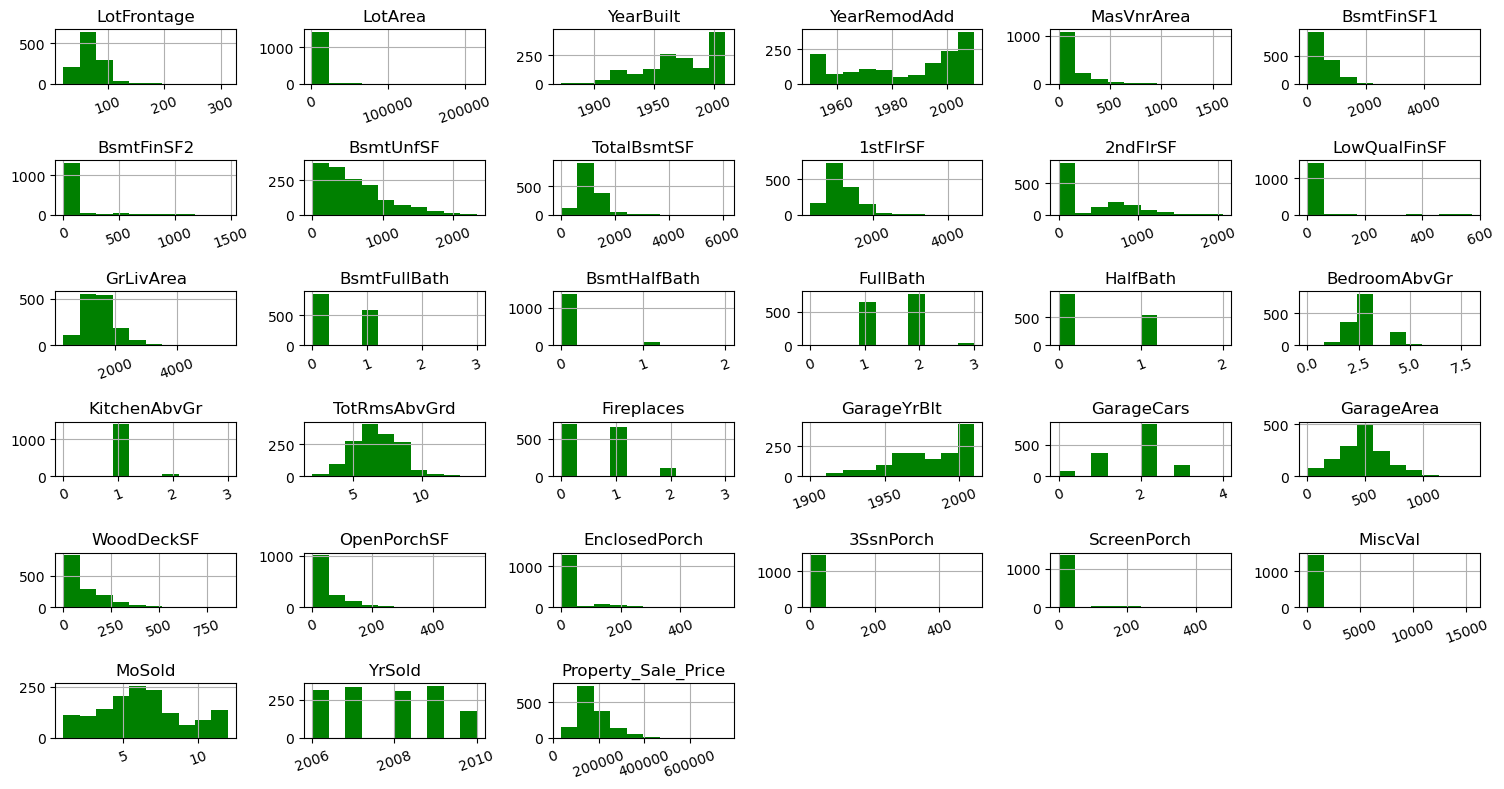 LotFrontage LotArea YearBuilt YearRemodAdd MasVnrArea BsmtFinSF1
500 1000 250 250 1000 500
0 0 0 0 0 0
100 200 300 0 100000 200000 1900 1950 2000 1960 1980 2000 0 500 1000 1500 0 2000 4000
BsmtFinSF2 BsmtUnfSF TotalBsmtSF 1stFlrSF 2ndFlrSF LowQualFinSF
1000 250 500 500 500 1000
0 0 0 0 0 0
0 500 1000 1500 0 1000 2000 0 2000 4000 6000 2000 4000 0 1000 2000 0 200 400 600
GrLivArea BsmtFullBath BsmtHalfBath FullBath HalfBath BedroomAbvGr
500 500 1000 500 500 500
0 0 0 0 0 0
2000 4000 0 1 2 3 0 1 2 0 1 2 3 0 1 2 0.0 2.5 5.0 7.5
KitchenAbvGr TotRmsAbvGrd Fireplaces GarageYrBlt GarageCars GarageArea
1000 250 500 250 500 500
0 0 0 0 0 0
0 1 2 3 5 10 0 1 2 3 1900 1950 2000 0 2 4 0 500 1000
WoodDeckSF OpenPorchSF EnclosedPorch 3SsnPorch ScreenPorch MiscVal
500 1000 1000 1000 1000 1000
0 0 0 0 0 0
0 250 500 750 0 200 400 0 200 400 0 200 400 0 200 400 0 5000 10000 15000
MoSold YrSold Property_Sale_Price
250 250 500
0 0 0
5 10 2006 2008 2010 0 200000 400000 600000